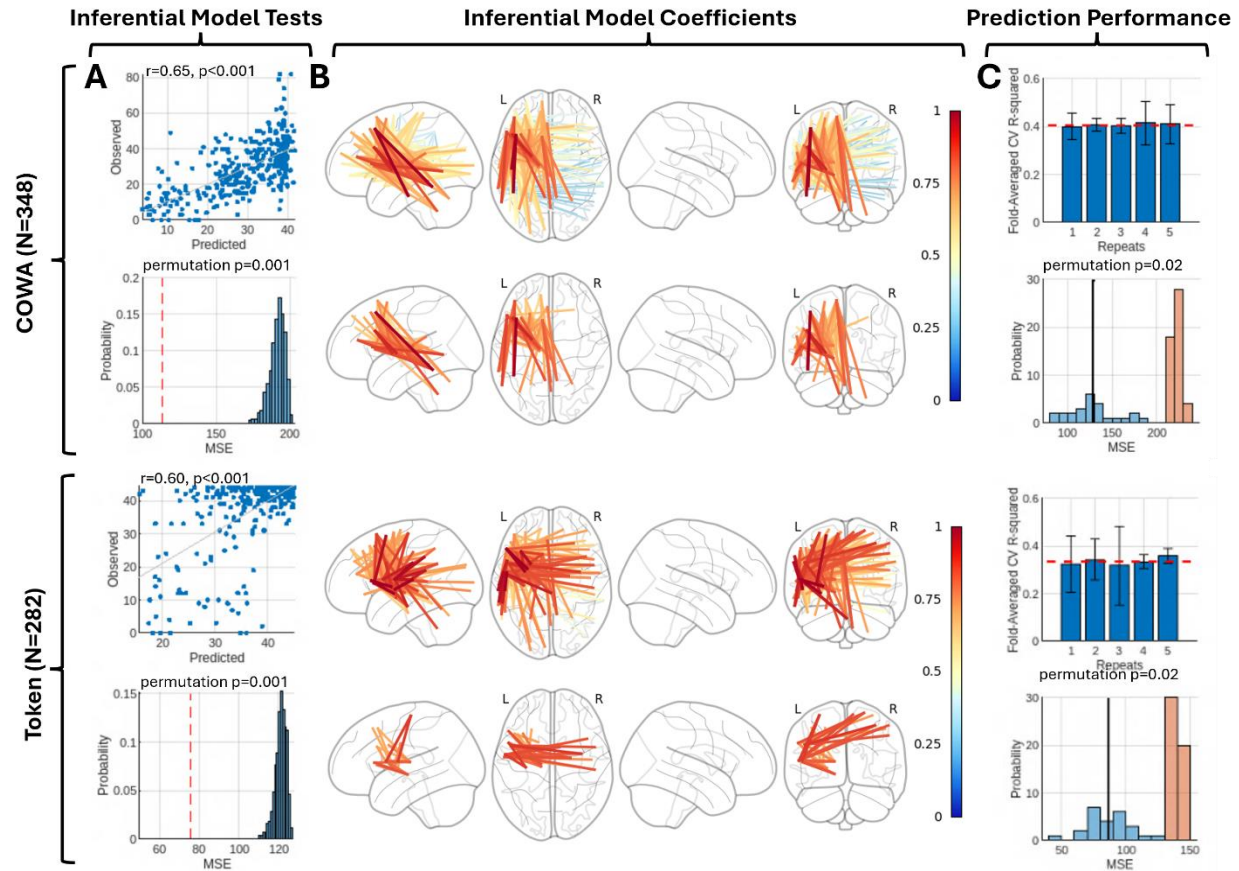 Inferential Model Tests
Inferential Model Coefficients
Prediction Performance
COWA (N=348)
A
r=0.65, p<0.001
80
60
40
20
0
Observed
10
20
30
40
Predicted
permutation p=0.001
0.2
0.15
0.1
0.05
0
Probability
100
150
200
MSE
B
L
R
L
R
1
0.75
0.5
0.25
0
L
R
L
R
C
0.6
0.4
0.2
0.0
Fold-Averaged CV R-squared
1
2
3
4
5
Repeats
permutation p=0.02
30
20
10
0
Probability
100
150
200
MSE
Token (N=282)
r=0.60, p<0.001
40
30
20
10
0
Observed
20
30
40
Predicted
permutation p=0.001
0.15
0.1
0.05
0
Probability
60
80
100
120
MSE
L
R
L
R
1
0.75
0.5
0.25
0
L
R
L
R
0.6
0.4
0.2
0.0
Fold-Averaged CV R-squared
1
2
3
4
5
Repeats
permutation p=0.02
30
20
10
0
Probability
50
100
150
MSE